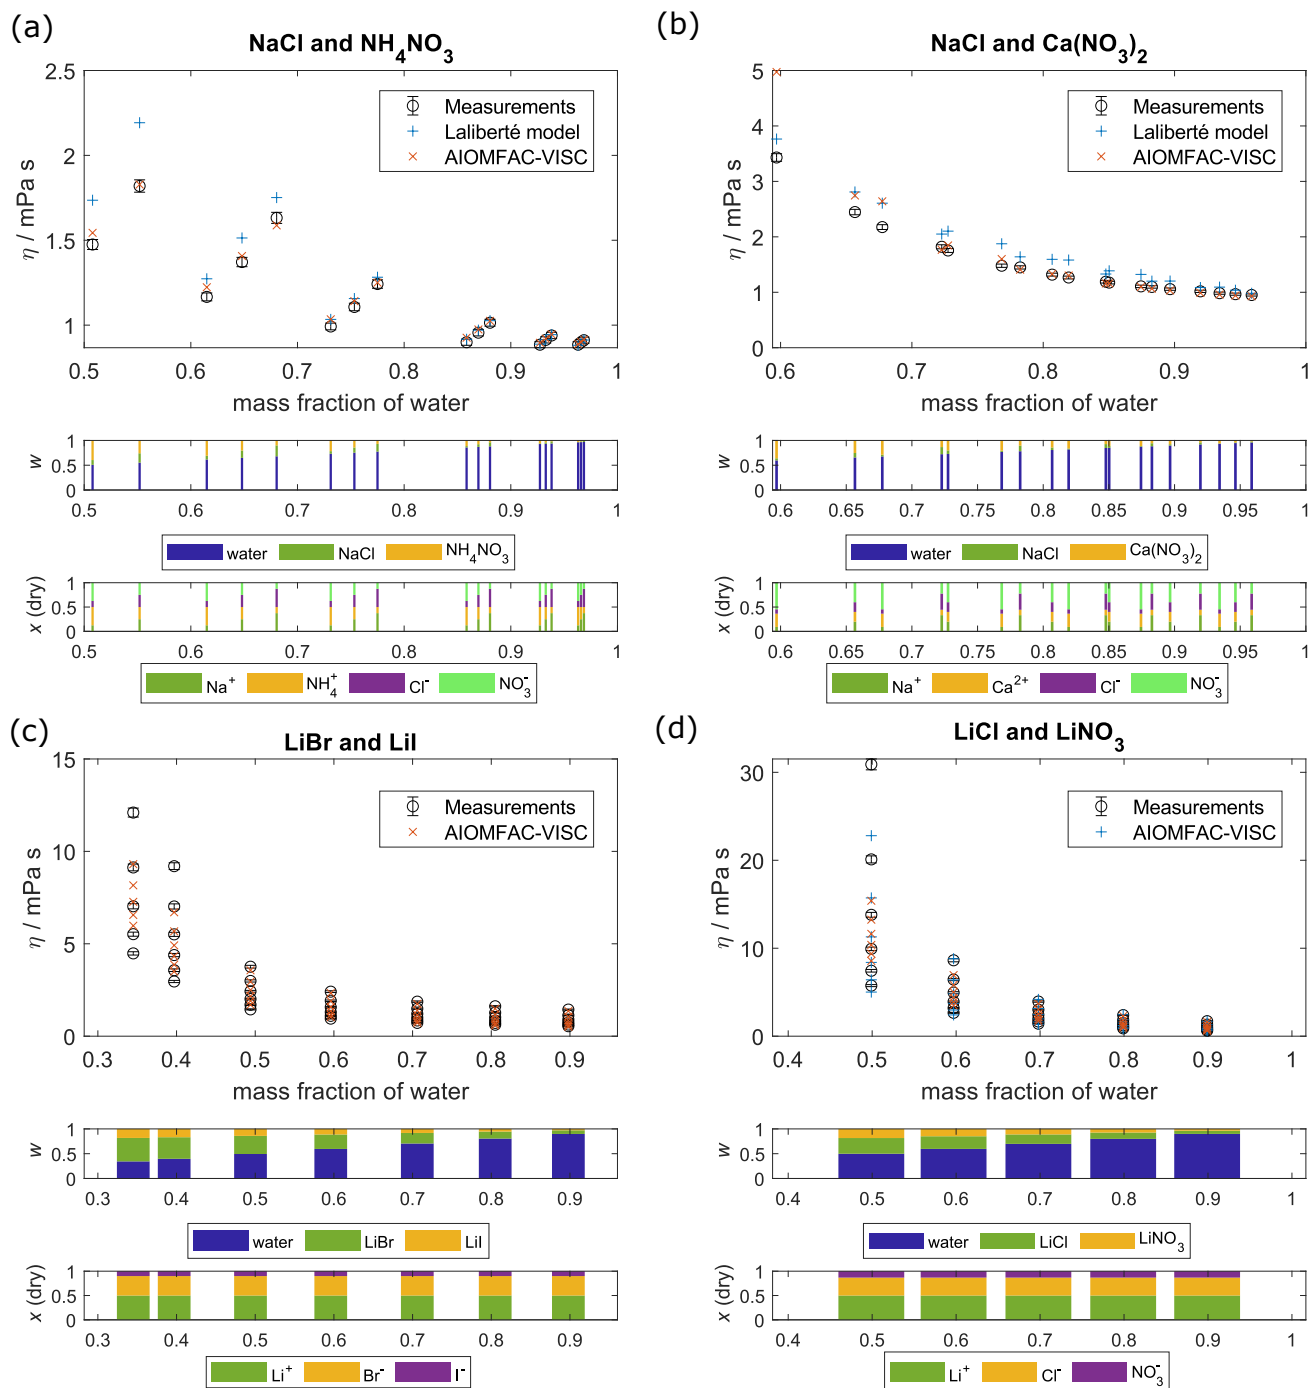 (a)
NaCl and NH4NO3
2.5
2
1.5
1
η / mPa s
Measurements
Laliberté model
AIOMFAC-VISC
0.5 0.6 0.7 0.8 0.9 1
mass fraction of water
1
0.5
0
w
0.5 0.6 0.7 0.8 0.9 1
water NaCl NH4NO3
1
0.5
0
x (dry)
0.5 0.6 0.7 0.8 0.9 1
Na+ NH4+ Cl- NO3-
(b)
NaCl and Ca(NO3)2
5
4
3
2
1
0
η / mPa s
Measurements
Laliberté model
AIOMFAC-VISC
0.6 0.7 0.8 0.9 1
mass fraction of water
1
0.5
0
w
0.6 0.65 0.7 0.75 0.8 0.85 0.9 0.95 1
water NaCl Ca(NO3)2
1
0.5
0
x (dry)
0.6 0.65 0.7 0.75 0.8 0.85 0.9 0.95 1
Na+ Ca2+ Cl- NO3-
(c)
LiBr and LiI
15
10
5
0
η / mPa s
Measurements
AIOMFAC-VISC
0.3 0.4 0.5 0.6 0.7 0.8 0.9
mass fraction of water
1
0.5
0
w
0.3 0.4 0.5 0.6 0.7 0.8 0.9
water LiBr LiI
1
0.5
0
x (dry)
0.3 0.4 0.5 0.6 0.7 0.8 0.9
Li+ Br- I-
(d)
LiCl and LiNO3
30
20
10
0
η / mPa s
Measurements
AIOMFAC-VISC
0.4 0.5 0.6 0.7 0.8 0.9 1
mass fraction of water
1
0.5
0
w
0.4 0.5 0.6 0.7 0.8 0.9 1
water LiCl LiNO3
1
0.5
0
x (dry)
0.4 0.5 0.6 0.7 0.8 0.9 1
Li+ Cl- NO3-